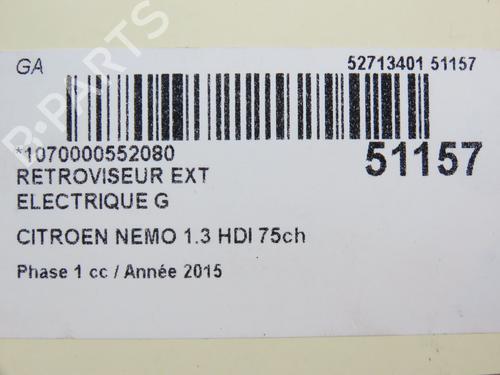 GA
52713401 51157
*1070000552080
51157
RETROVISEUR EXT
ELECTRIQUE G
CITROEN NEMO 1.3 HDI 75ch
Phase 1 cc / Année 2015
B-PARTS